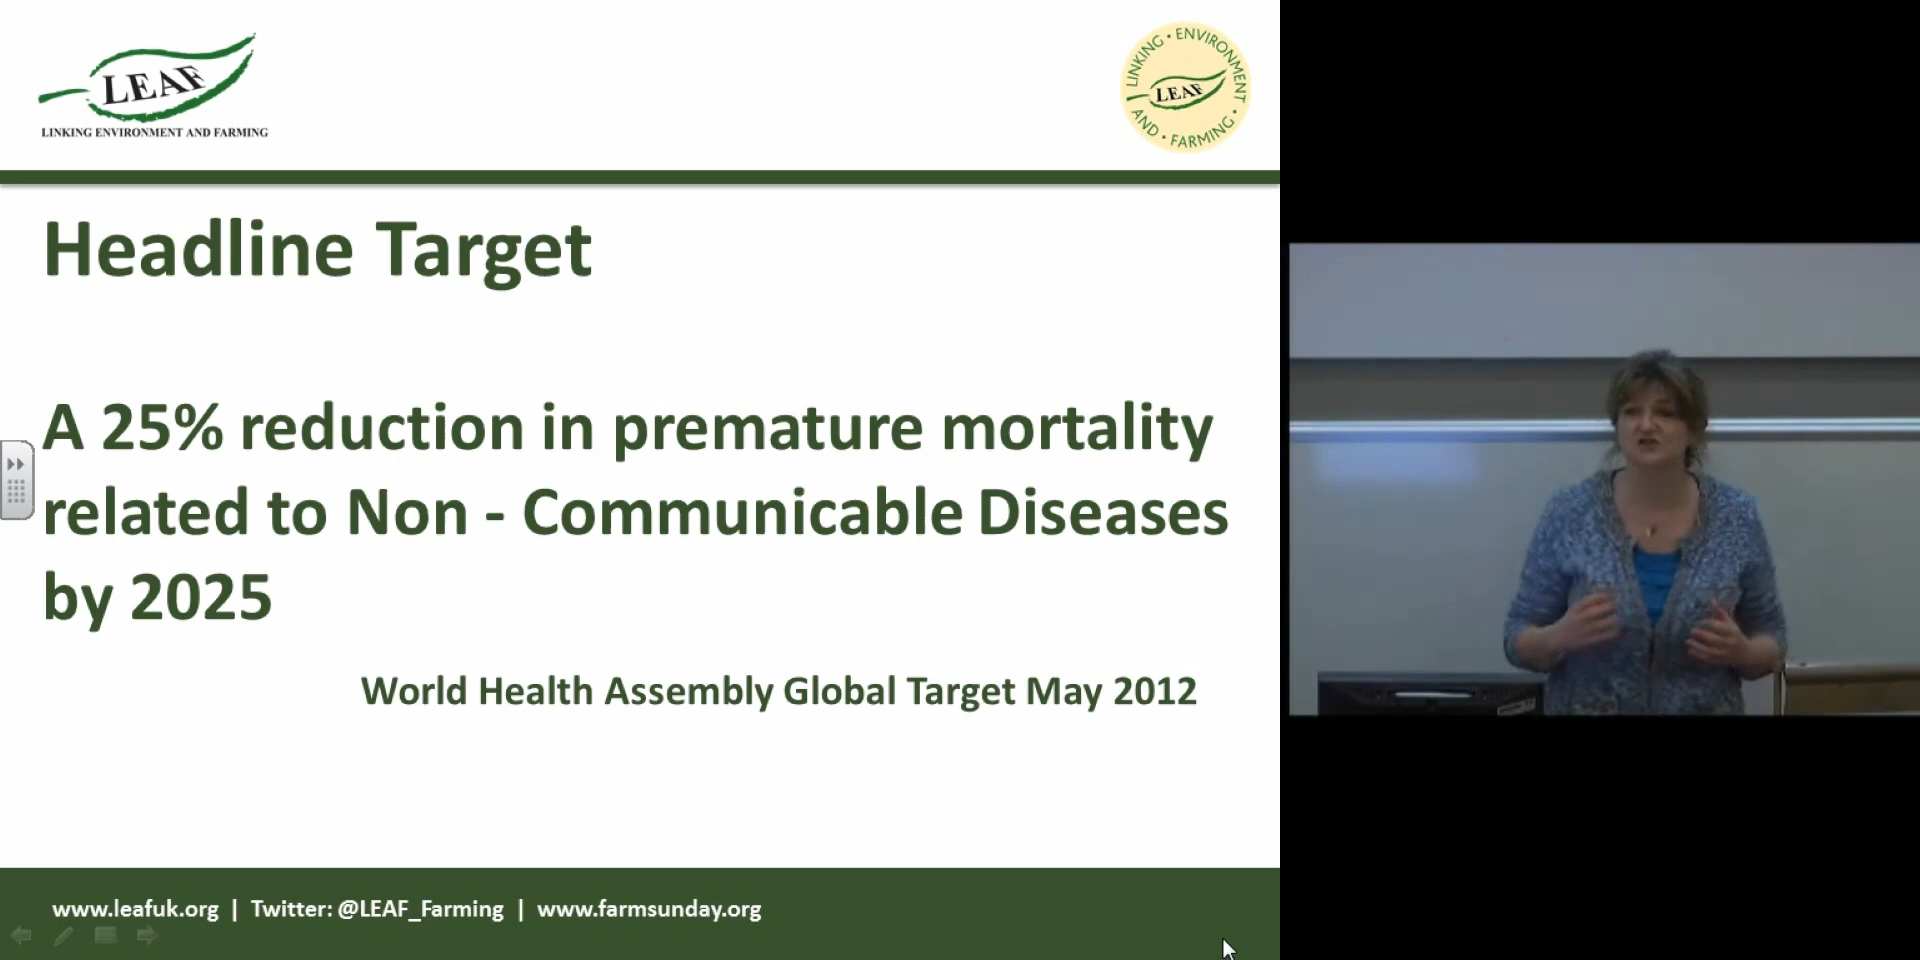 LEAF
LINKING ENVIRONMENT AND FARMING
LINKING • ENVIRONMENT
LEAF
AND • FARMING •
Headline Target
A 25% reduction in premature mortality
related to Non - Communicable Diseases
by 2025
World Health Assembly Global Target May 2012
www.leafuk.org | Twitter: @LEAF_Farming | www.farmsunday.org